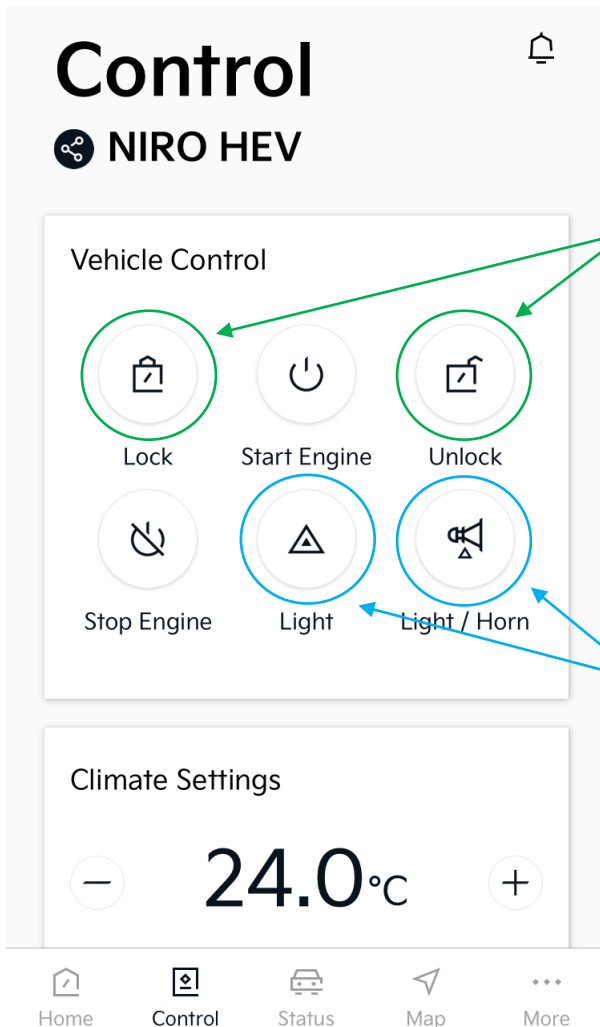 Control
NIRO HEV
Vehicle Control
Lock Start Engine Unlock
Stop Engine Light Light / Horn
Climate Settings
24.0°C
Home Control Status Map More